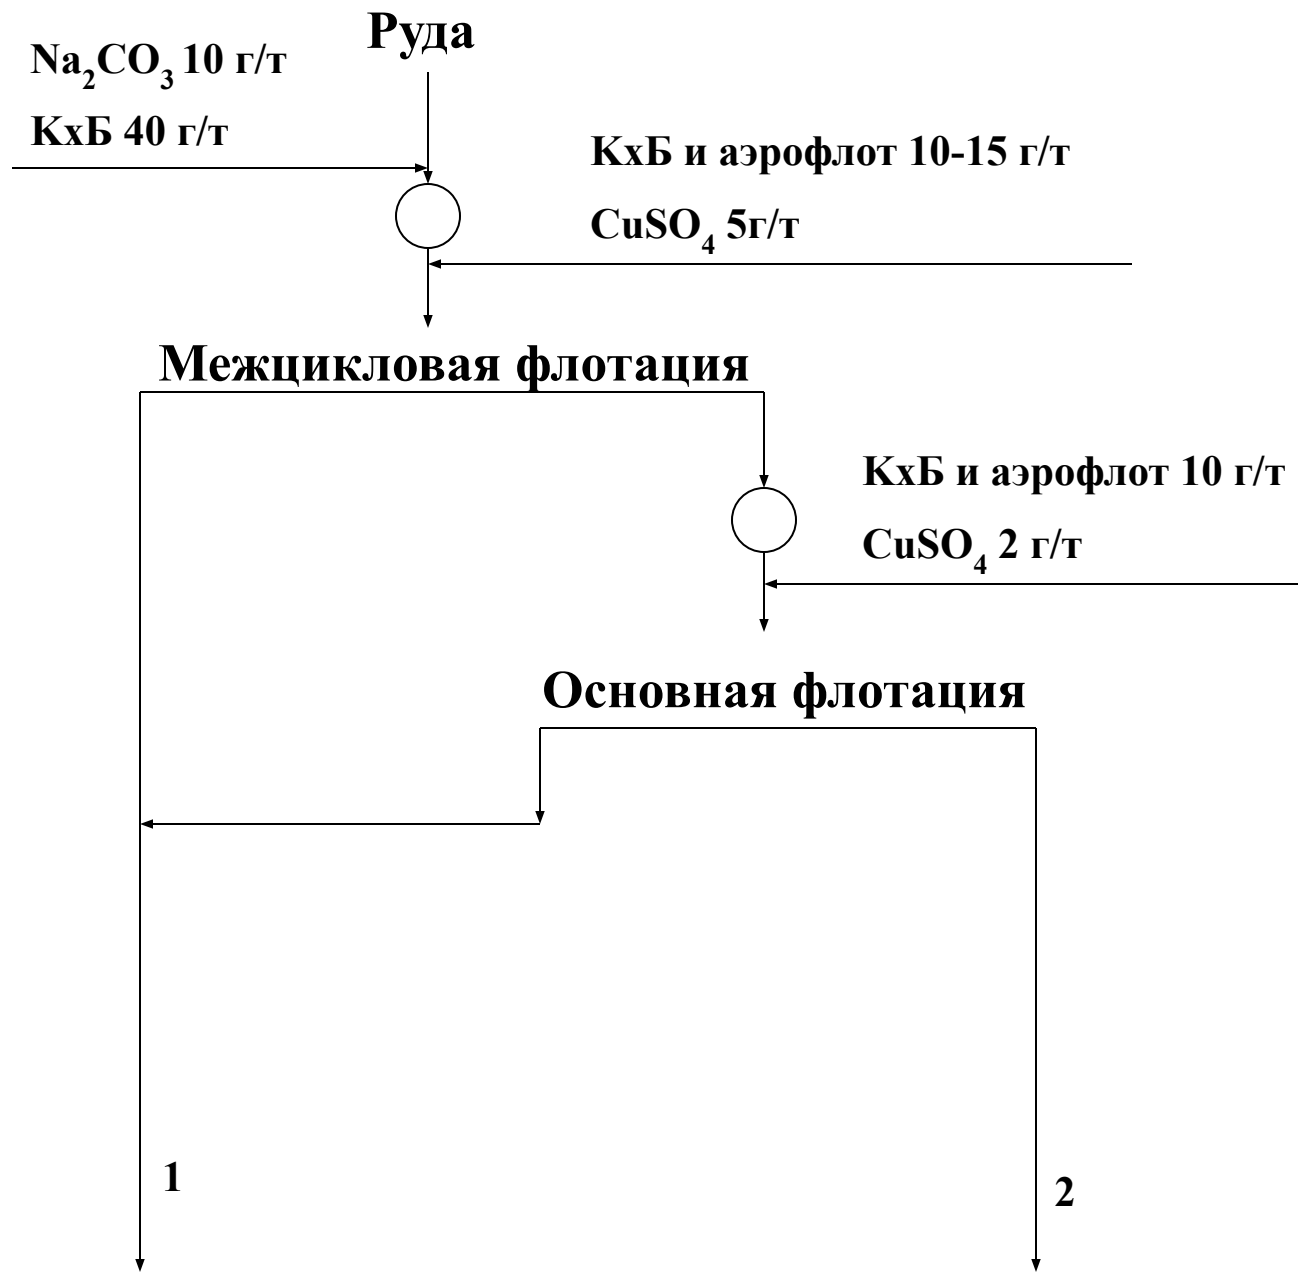 Руда
Na₂CO₃ 10 г/т
КхБ 40 г/т
КхБ и аэрофлот 10-15 г/т
CuSO₄ 5г/т
Межцикловая флотация
КхБ и аэрофлот 10 г/т
CuSO₄ 2 г/т
Основная флотация
1
2